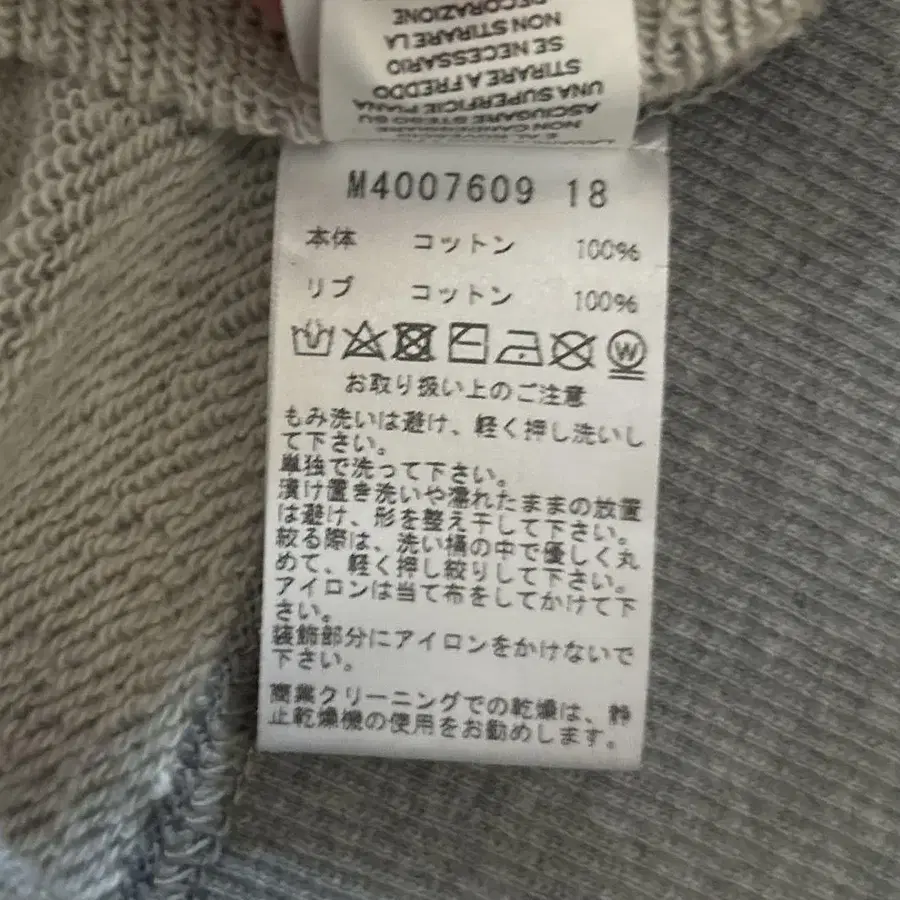 DECORAZIONE
NON STIRARE LA
SE NECESSARIO
STIRARE A FREDDO
UNA SUPERFICIE PIANA
ASCIUGARE STESO SU
NON CANDEGGIARE
M4007609 18
本体 コットン 100%
リブ コットン 100%
W
お取り扱い上のご注意
もみ洗いは避け、軽く押し洗いし
て下さい。
単独で洗って下さい。
漬け置き洗いや濡れたままの放置
は避け、形を整え干して下さい。
絞る際は、洗い桶の中で優しく丸
めて、軽く押し絞りして下さい。
アイロンは当て布をしてかけて下
さい。
装飾部分にアイロンをかけないで
下さい。
商業クリーニングでの乾燥は、静
止乾燥機の使用をお勧めします。